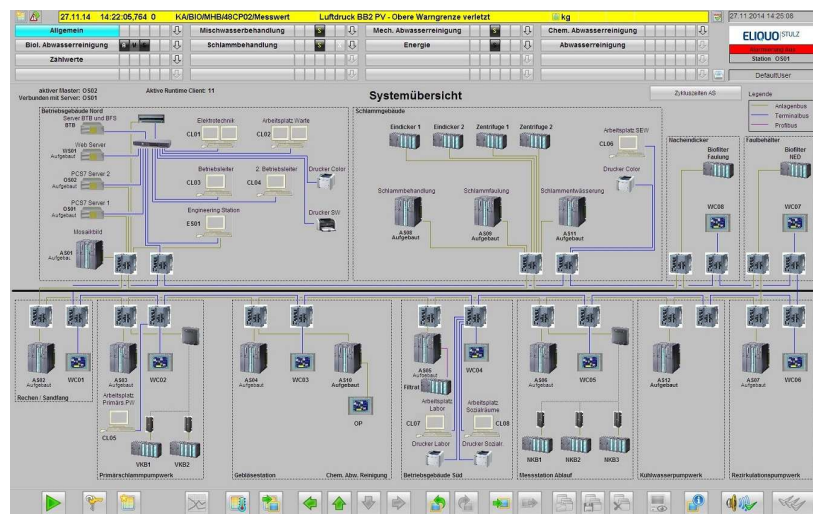 27.11.14 14:22:05,764 0 KA/BIO/MHB/48CP02/Messwert Luftdruck BB2 PV - Obere Warngrenze verletzt kg
27.11.2014 14:25:08
Allgemein Mischwasserbehandlung S Mech. Abwasserreinigung S Chem. Abwasserreinigung
Biol. Abwasserreinigung Schlammbehandlung S Energie Abwasserreinigung
Zählwerte
ELIQUO STULZ
Station OS01
DefaultUser
aktiver Master: OS02 Aktive Runtime Client: 11
Verbunden mit Server: OS01
Systemübersicht
Zykluszeiten AS
Legende
Anlagenbus
Terminalbus
Profibus
Betriebsgebäude Nord
Server BTB und BFS
BTB
Elektrotechnik
CL01
Arbeitsplatz Warte
CL02
Web Server
WS01
Aufgebaut
PCS7 Server 2
OS02
Aufgebaut
Betriebsleiter
CL03
2. Betriebsleiter
CL04
Drucker Color
PCS7 Server 1
OS01
Aufgebaut
Engineering Station
ES01
Drucker SW
Mosaikbild
AS01
Aufgebaut
Schlammgebäude
Eindicker 1 Eindicker 2 Zentrifuge 1 Zentrifuge 2
Arbeitsplatz SEW
CL06
Drucker Color
Schlammbehandlung Schlammfaulung Schlammentwässerung
AS08
Aufgebaut
AS09
Aufgebaut
AS11
Aufgebaut
Nacheindicker
Biofilter
Faulung
WC08
Faulbehälter
Biofilter
NED
WC07
AS02
Aufgebaut
WC01
Rechen / Sandfang
AS03
Aufgebaut
WC02
Arbeitsplatz
Primärs.PW
CL05
VKB1 VKB2
Primärschlammpumpwerk
AS04
Aufgebaut
WC03
AS10
Aufgebaut
OP
Gebläsestation Chem. Abw. Reinigung
AS05
Aufgebaut
WC04
Filtrat
Arbeitsplatz
Labor
CL07
Arbeitsplatz
Sozialräume
CL08
Drucker Labor Drucker Sozialr.
Betriebsgebäude Süd
AS06
Aufgebaut
WC05
NKB1 NKB2 NKB3
Messstation Ablauf
AS12
Aufgebaut
Kühlwasserpumpwerk
AS07
Aufgebaut
WC06
Rezirkulationspumpwerk